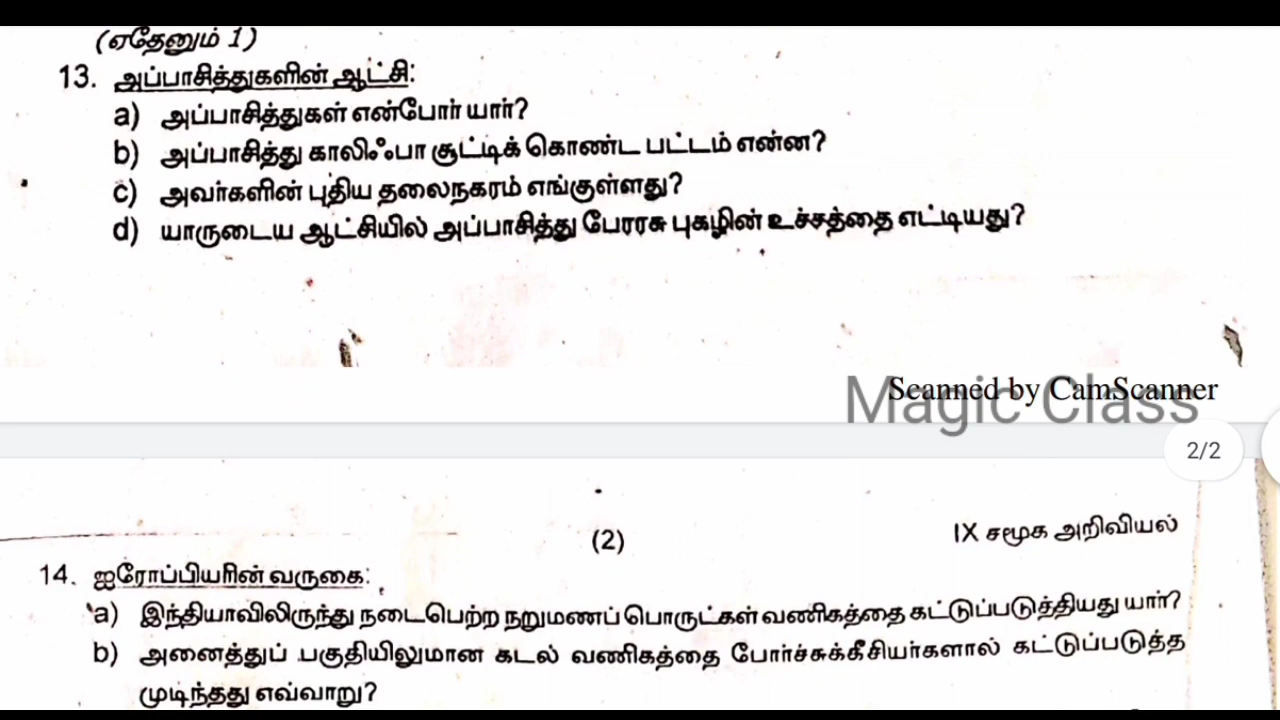 (ஏதேனும் 1)
13. அப்பாசித்துகளின் ஆட்சி:
a) அப்பாசித்துகள் என்போர் யார்?
b) அப்பாசித்து காலிஃபா சூட்டிக் கொண்ட பட்டம் என்ன?
c) அவர்களின் புதிய தலைநகரம் எங்குள்ளது?
d) யாருடைய ஆட்சியில் அப்பாசித்து பேரரசு புகழின் உச்சத்தை எட்டியது?
Scanned by CamScanner
Magic Class
2/2
(2)
IX சமூக அறிவியல்
14. ஐரோப்பியரின் வருகை:
a) இந்தியாவிலிருந்து நடைபெற்ற நறுமணப் பொருட்கள் வணிகத்தை கட்டுப்படுத்தியது யார்?
b) அனைத்துப் பகுதியிலுமான கடல் வணிகத்தை போர்ச்சுக்கீசியர்களால் கட்டுப்படுத்த
முடிந்தது எவ்வாறு?